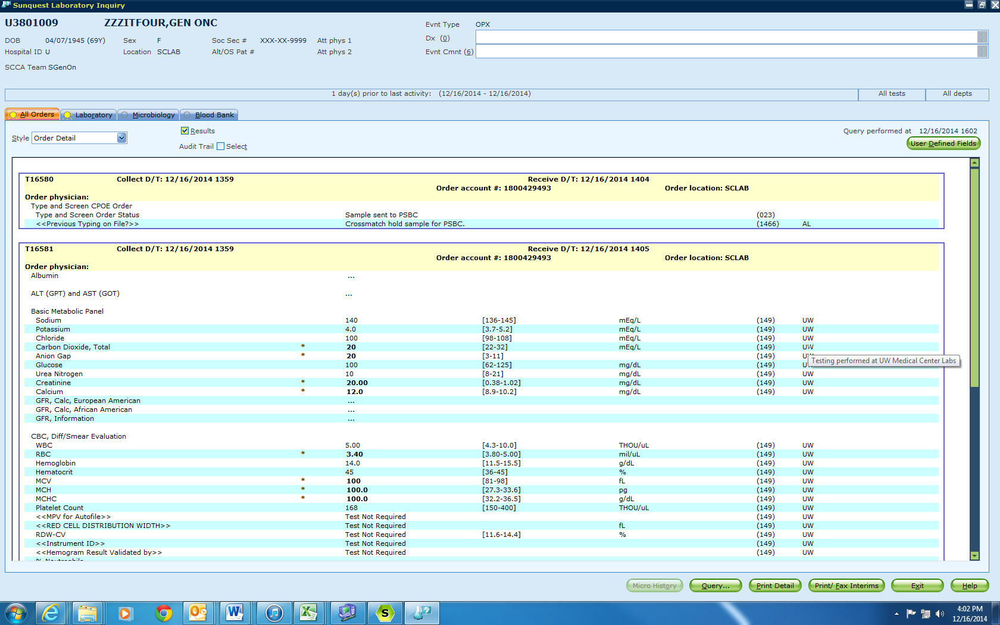 Sunquest Laboratory Inquiry
U3801009 ZZZITFOUR,GEN ONC
Evnt Type OPX
DOB 04/07/1945 (69Y) Sex F Soc Sec # XXX-XX-9999 Att phys 1 Dx (0)
Hospital ID U Location SCLAB Alt/OS Pat # Att phys 2 Evnt Cmnt (6)
SCCA Team SGenOn
1 day(s) prior to last activity: (12/16/2014 - 12/16/2014) All tests All depts
All Orders Laboratory Microbiology Blood Bank
Results Query performed at 12/16/2014 1602
Style Order Detail User Defined Fields
Audit Trail Select
T16580 Collect D/T: 12/16/2014 1359 Receive D/T: 12/16/2014 1404
Order account #: 1800429493 Order location: SCLAB
Order physician:
Type and Screen CPOE Order
Type and Screen Order Status Sample sent to PSBC (023)
<<Previous Typing on File?>> Crossmatch hold sample for PSBC. (1466) AL
T16581 Collect D/T: 12/16/2014 1359 Receive D/T: 12/16/2014 1405
Order account #: 1800429493 Order location: SCLAB
Order physician:
Albumin ...
ALT (GPT) and AST (GOT) ...
Basic Metabolic Panel
Sodium 140 [136-145] mEq/L (149) UW
Potassium 4.0 [3.7-5.2] mEq/L (149) UW
Chloride 100 [98-108] mEq/L (149) UW
Carbon Dioxide, Total * 20 [22-32] mEq/L (149) UW
Anion Gap * 20 [3-11] (149) UW
Testing performed at UW Medical Center Labs
Glucose 100 [62-125] mg/dL (149) UW
Urea Nitrogen 10 [8-21] mg/dL (149) UW
Creatinine * 20.00 [0.38-1.02] mg/dL (149) UW
Calcium * 12.0 [8.9-10.2] mg/dL (149) UW
GFR, Calc, European American ...
GFR, Calc, African American ...
GFR, Information ...
CBC, Diff/Smear Evaluation
WBC 5.00 [4.3-10.0] THOU/uL (149) UW
RBC * 3.40 [3.80-5.00] mil/uL (149) UW
Hemoglobin 14.0 [11.5-15.5] g/dL (149) UW
Hematocrit 45 [36-45] % (149) UW
MCV * 100 [81-98] fL (149) UW
MCH * 100.0 [27.3-33.6] pg (149) UW
MCHC * 100.0 [32.2-36.5] g/dL (149) UW
Platelet Count 168 [150-400] THOU/uL (149) UW
<<MPV for Autofile>> Test Not Required (149) UW
<<RED CELL DISTRIBUTION WIDTH>> Test Not Required fL (149) UW
RDW-CV Test Not Required [11.6-14.4] % (149) UW
<<Instrument ID>> Test Not Required (149) UW
<<Hemogram Result Validated by>> Test Not Required (149) UW
% Neutrophils
Micro History Query... Print Detail Print/ Fax Interims Exit Help
4:02 PM
12/16/2014